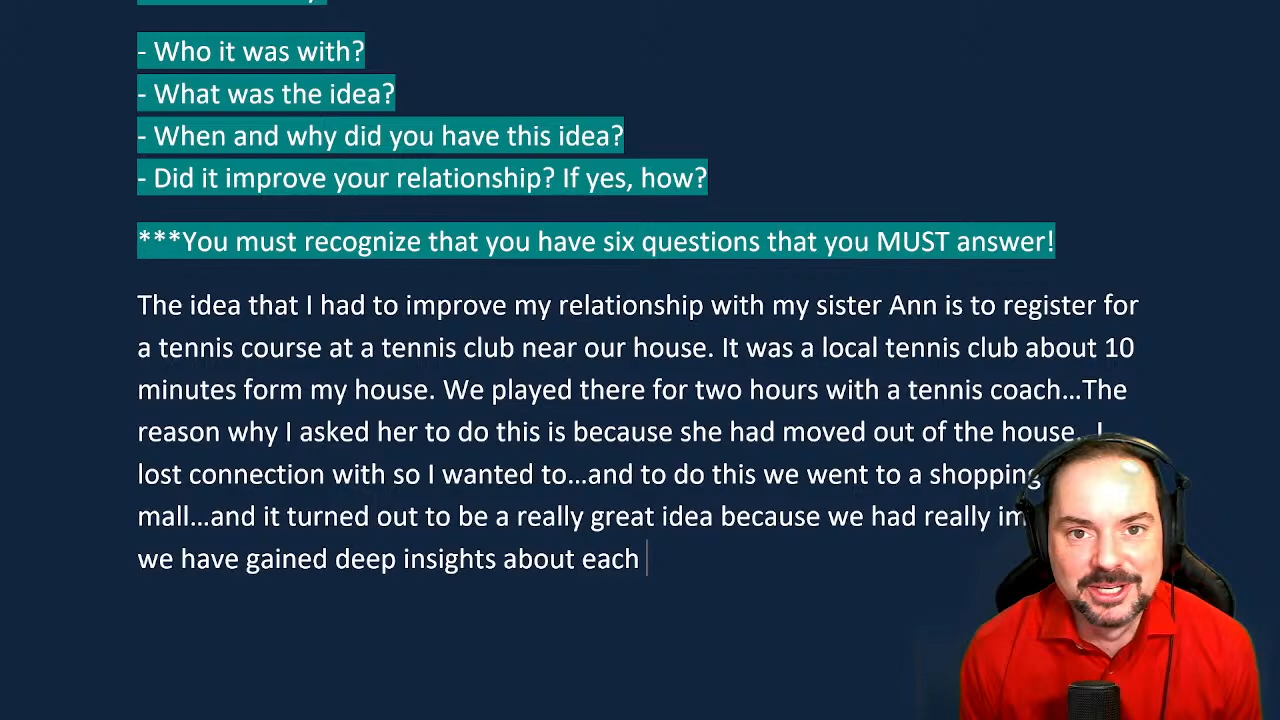 - Who it was with?
- What was the idea?
- When and why did you have this idea?
- Did it improve your relationship? If yes, how?
***You must recognize that you have six questions that you MUST answer!
The idea that I had to improve my relationship with my sister Ann is to register for
a tennis course at a tennis club near our house. It was a local tennis club about 10
minutes form my house. We played there for two hours with a tennis coach…The
reason why I asked her to do this is because she had moved out of the house…I
lost connection with so I wanted to…and to do this we went to a shopping
mall…and it turned out to be a really great idea because we had really
we have gained deep insights about each